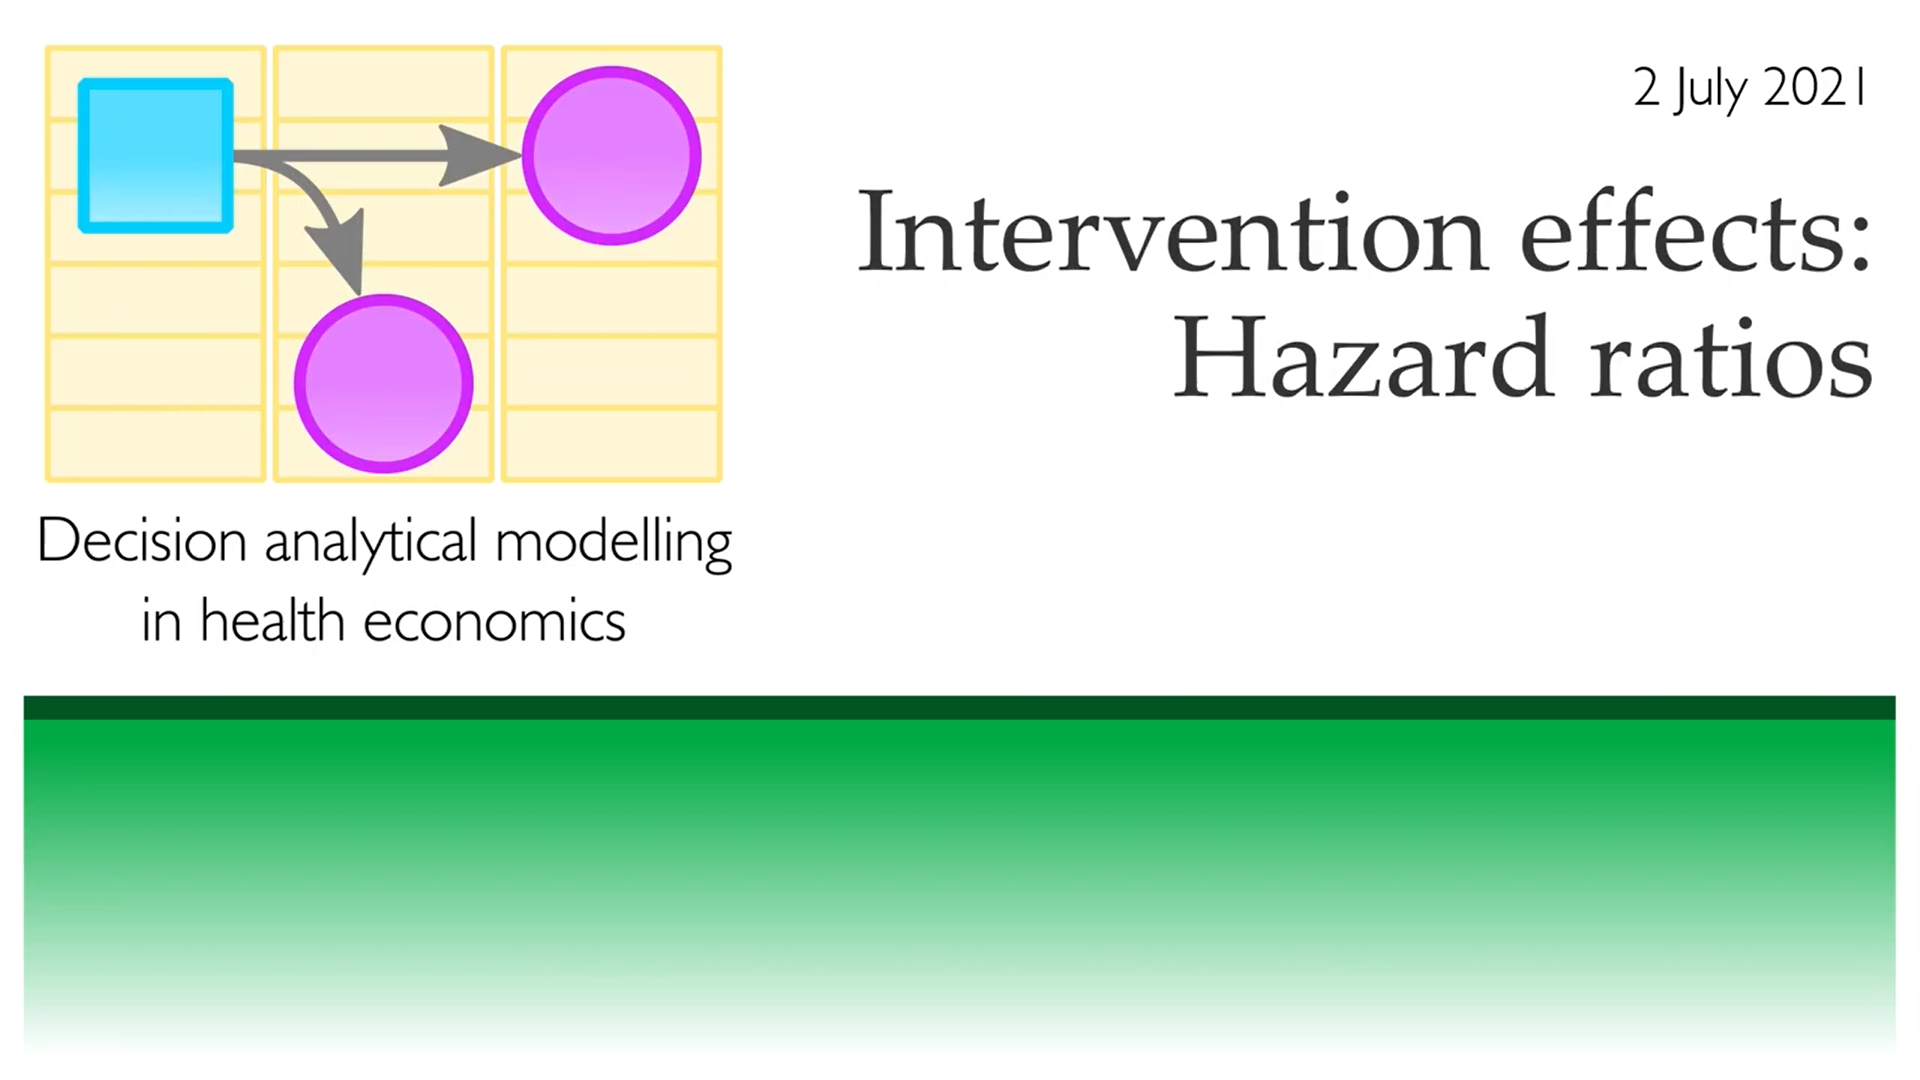 2 July 2021
Intervention effects:
Hazard ratios
Decision analytical modelling
in health economics